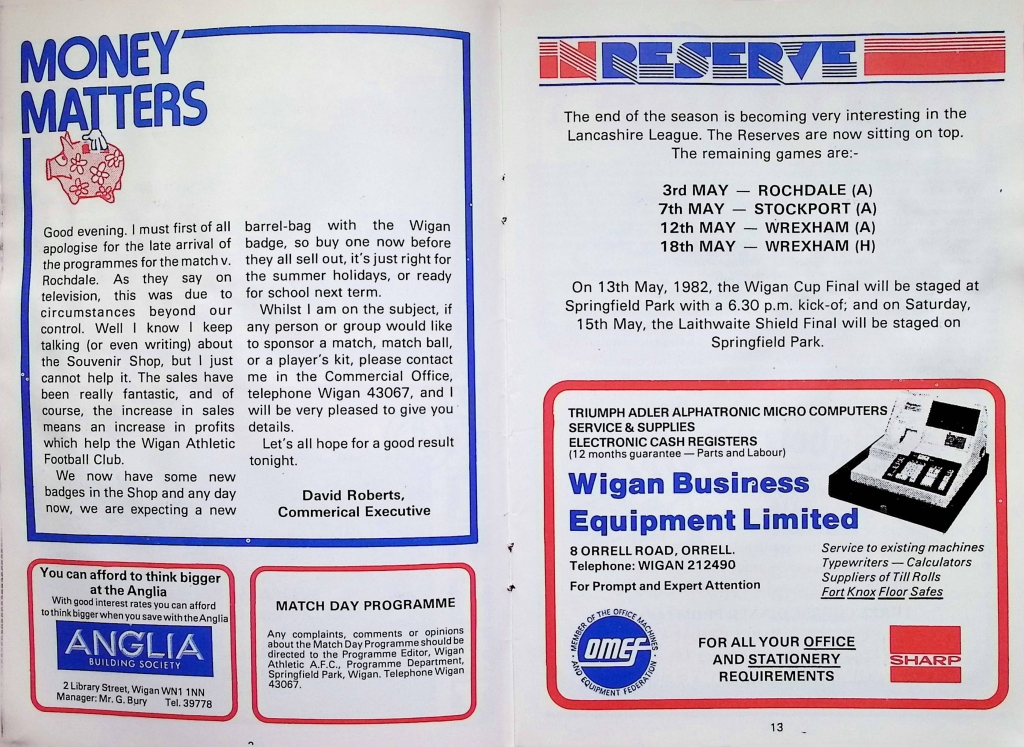 MONEY
MATTERS
Good evening. I must first of all
apologise for the late arrival of
the programmes for the match v.
Rochdale. As they say on
television, this was due to
circumstances beyond our
control. Well I know I keep
talking (or even writing) about
the Souvenir Shop, but I just
cannot help it. The sales have
been really fantastic, and of
course, the increase in sales
means an increase in profits
which help the Wigan Athletic
Football Club.
We now have some new
badges in the Shop and any day
now, we are expecting a new
barrel-bag with the Wigan
badge, so buy one now before
they all sell out, it's just right for
the summer holidays, or ready
for school next term.
Whilst I am on the subject, if
any person or group would like
to sponsor a match, match ball,
or a player's kit, please contact
me in the Commercial Office,
telephone Wigan 43067, and I
will be very pleased to give you
details.
Let's all hope for a good result
tonight.
David Roberts,
Commerical Executive
You can afford to think bigger
at the Anglia
With good interest rates you can afford
to think bigger when you save with the Anglia
ANGLIA
BUILDING SOCIETY
2 Library Street, Wigan WN1 1NN
Manager: Mr. G. Bury Tel. 39778
MATCH DAY PROGRAMME
Any complaints, comments or opinions
about the Match Day Programme should be
directed to the Programme Editor, Wigan
Athletic A.F.C., Programme Department,
Springfield Park, Wigan. Telephone Wigan
43067.
IN RESERVE
The end of the season is becoming very interesting in the
Lancashire League. The Reserves are now sitting on top.
The remaining games are:-
3rd MAY — ROCHDALE (A)
7th MAY — STOCKPORT (A)
12th MAY — WREXHAM (A)
18th MAY — WREXHAM (H)
On 13th May, 1982, the Wigan Cup Final will be staged at
Springfield Park with a 6.30 p.m. kick-of; and on Saturday,
15th May, the Laithwaite Shield Final will be staged on
Springfield Park.
TRIUMPH ADLER ALPHATRONIC MICRO COMPUTERS
SERVICE & SUPPLIES
ELECTRONIC CASH REGISTERS
(12 months guarantee — Parts and Labour)
Wigan Business
Equipment Limited
8 ORRELL ROAD, ORRELL.
Telephone: WIGAN 212490
For Prompt and Expert Attention
Service to existing machines
Typewriters — Calculators
Suppliers of Till Rolls
Fort Knox Floor Safes
MEMBER OF THE OFFICE MACHINES
OMEF
AND EQUIPMENT FEDERATION
FOR ALL YOUR OFFICE
AND STATIONERY
REQUIREMENTS
SHARP
13